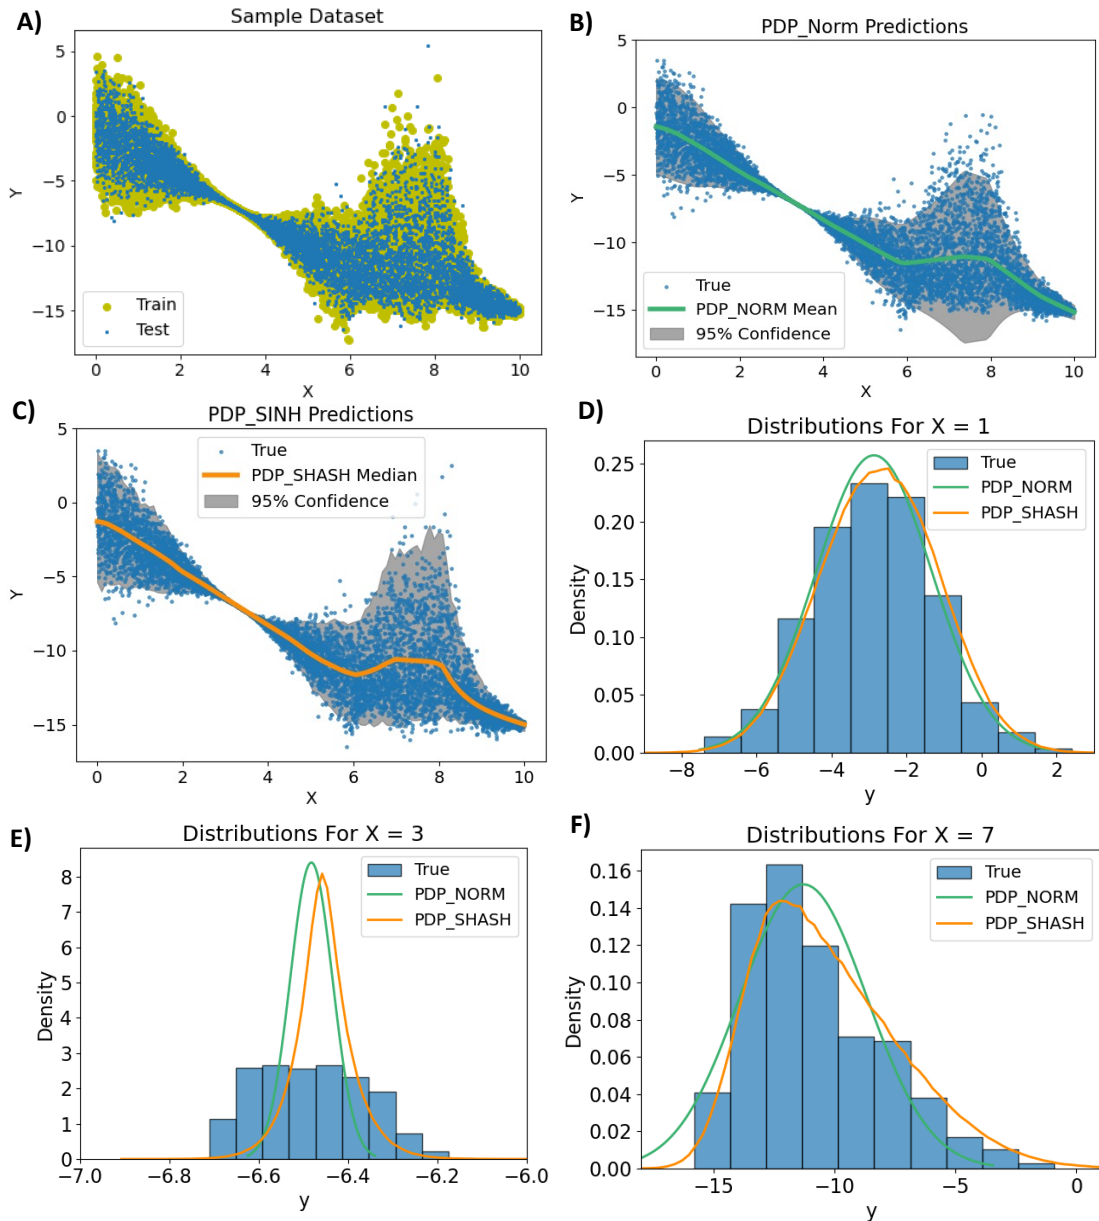 A)
Sample Dataset
5
0
−5
−10
−15
Y
Train
Test
0
2
4
6
8
10
X
B)
PDP_Norm Predictions
5
0
−5
−10
−15
Y
True
PDP_NORM Mean
95% Confidence
0
2
4
6
8
10
X
C)
PDP_SINH Predictions
5
0
−5
−10
−15
Y
True
PDP_SHASH Median
95% Confidence
0
2
4
6
8
10
X
D)
Distributions For X = 1
0.25
0.20
0.15
0.10
0.05
0.00
Density
True
PDP_NORM
PDP_SHASH
−8
−6
−4
−2
0
2
y
E)
Distributions For X = 3
8
7
6
5
4
3
2
1
0
Density
True
PDP_NORM
PDP_SHASH
−7.0
−6.8
−6.6
−6.4
−6.2
−6.0
y
F)
Distributions For X = 7
0.16
0.14
0.12
0.10
0.08
0.06
0.04
0.02
0.00
Density
True
PDP_NORM
PDP_SHASH
−15
−10
−5
0
y